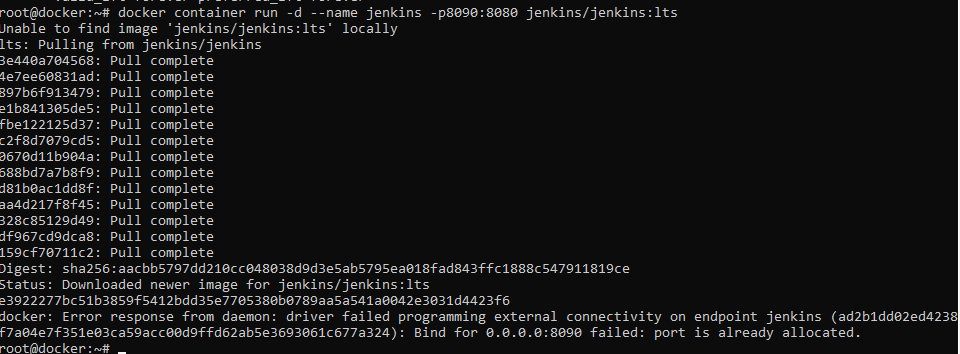 root@docker:~# docker container run -d --name jenkins -p8090:8080 jenkins/jenkins:lts
Unable to find image 'jenkins/jenkins:lts' locally
lts: Pulling from jenkins/jenkins
3e440a704568: Pull complete
4e7ee60831ad: Pull complete
897b6f913479: Pull complete
e1b841305de5: Pull complete
fbe122125d37: Pull complete
c2f8d7079cd5: Pull complete
0670d11b904a: Pull complete
688bd7a7b8f9: Pull complete
d81b0ac1dd8f: Pull complete
aa4d217f8f45: Pull complete
328c85129d49: Pull complete
df967cd9dca8: Pull complete
159cf70711c2: Pull complete
Digest: sha256:aacbb5797dd210cc048038d9d3e5ab5795ea018fad843ffc1888c547911819ce
Status: Downloaded newer image for jenkins/jenkins:lts
e3922277bc51b3859f5412bdd35e7705380b0789aa5a541a0042e3031d4423f6
docker: Error response from daemon: driver failed programming external connectivity on endpoint jenkins (ad2b1dd02ed4238
f7a04e7f351e03ca59acc00d9ffd62ab5e3693061c677a324): Bind for 0.0.0.0:8090 failed: port is already allocated.
root@docker:~#